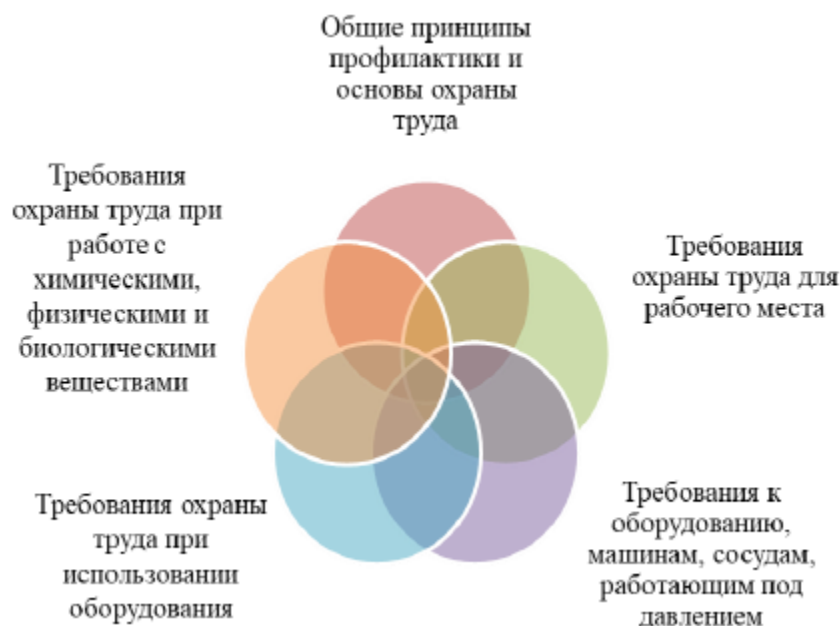 Общие принципы
профилактики и
основы охраны
труда
Требования
охраны труда для
рабочего места
Требования к
оборудованию,
машинам, сосудам,
работающим под
давлением
Требования охраны
труда при
использовании
оборудования
Требования
охраны труда при
работе с
химическими,
физическими и
биологическими
веществами